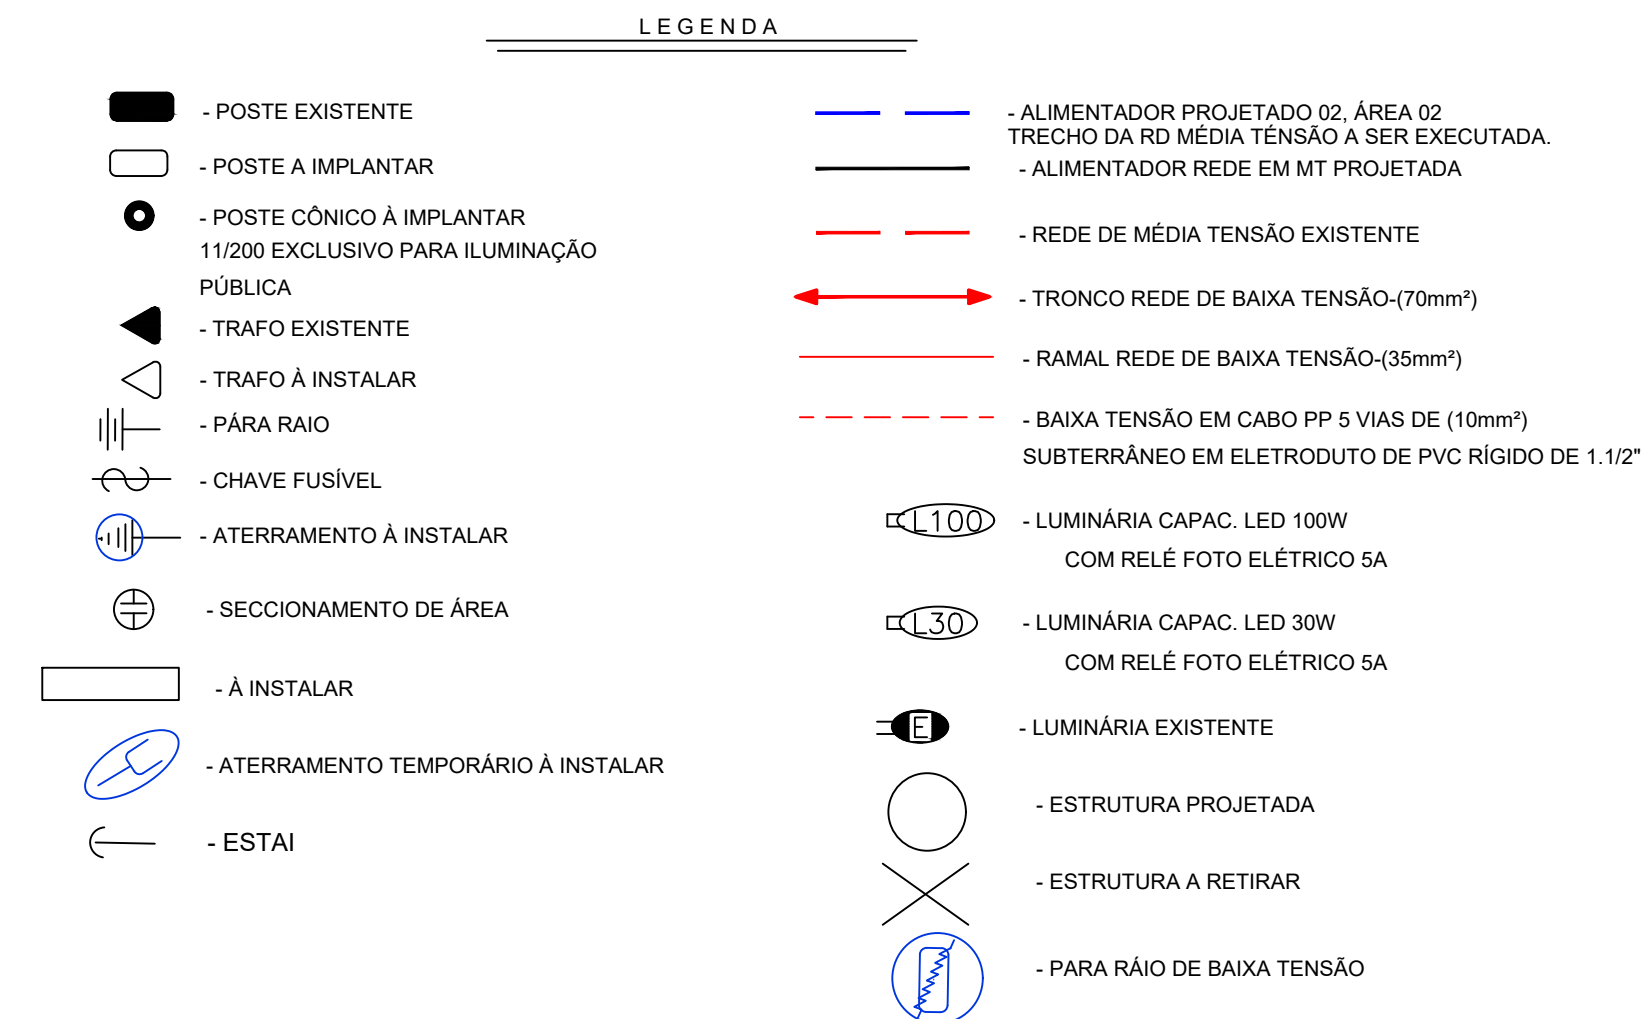 LEGENDA
- POSTE EXISTENTE
- POSTE A IMPLANTAR
- POSTE CÔNICO À IMPLANTAR
11/200 EXCLUSIVO PARA ILUMINAÇÃO
PÚBLICA
- TRAFO EXISTENTE
- TRAFO À INSTALAR
- PÁRA RAIO
- CHAVE FUSÍVEL
- ATERRAMENTO À INSTALAR
- SECCIONAMENTO DE ÁREA
- À INSTALAR
- ATERRAMENTO TEMPORÁRIO À INSTALAR
- ESTAI
- ALIMENTADOR PROJETADO 02, ÁREA 02
TRECHO DA RD MÉDIA TÉNSÃO A SER EXECUTADA.
- ALIMENTADOR REDE EM MT PROJETADA
- REDE DE MÉDIA TENSÃO EXISTENTE
- TRONCO REDE DE BAIXA TENSÃO-(70mm²)
- RAMAL REDE DE BAIXA TENSÃO-(35mm²)
- BAIXA TENSÃO EM CABO PP 5 VIAS DE (10mm²)
SUBTERRÂNEO EM ELETRODUTO DE PVC RÍGIDO DE 1.1/2"
L100 - LUMINÁRIA CAPAC. LED 100W
COM RELÉ FOTO ELÉTRICO 5A
L30 - LUMINÁRIA CAPAC. LED 30W
COM RELÉ FOTO ELÉTRICO 5A
E - LUMINÁRIA EXISTENTE
- ESTRUTURA PROJETADA
- ESTRUTURA A RETIRAR
- PARA RÁIO DE BAIXA TENSÃO